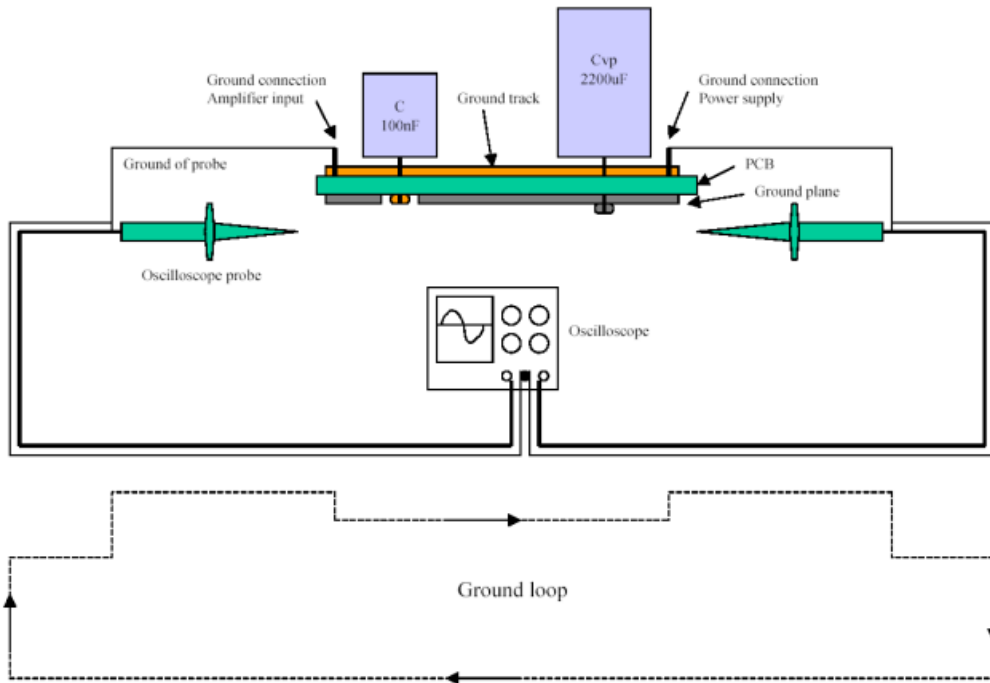 Cvp
2200uF
Ground connection
Amplifier input
C
100nF
Ground track
Ground connection
Power supply
Ground of probe
PCB
Ground plane
Oscilloscope probe
Oscilloscope
Ground loop